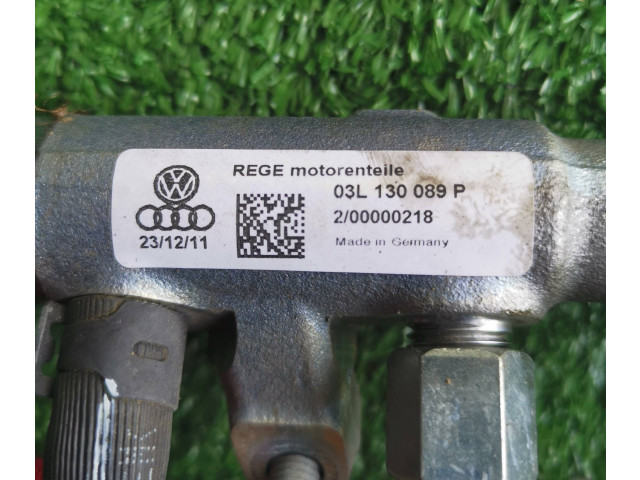 REGE motorenteile
03L 130 089 P
2/00000218
Made in Germany
23/12/11